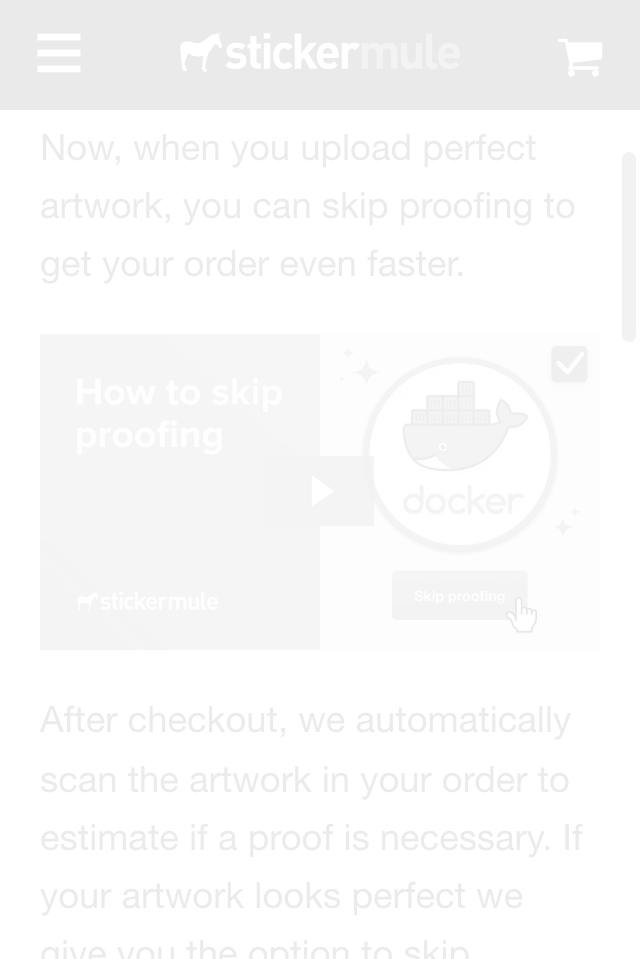 stickermule
Now, when you upload perfect
artwork, you can skip proofing to
get your order even faster.
How to skip
proofing
docker
stickermule
Skip proofing
After checkout, we automatically
scan the artwork in your order to
estimate if a proof is necessary. If
your artwork looks perfect we
give you the option to skip